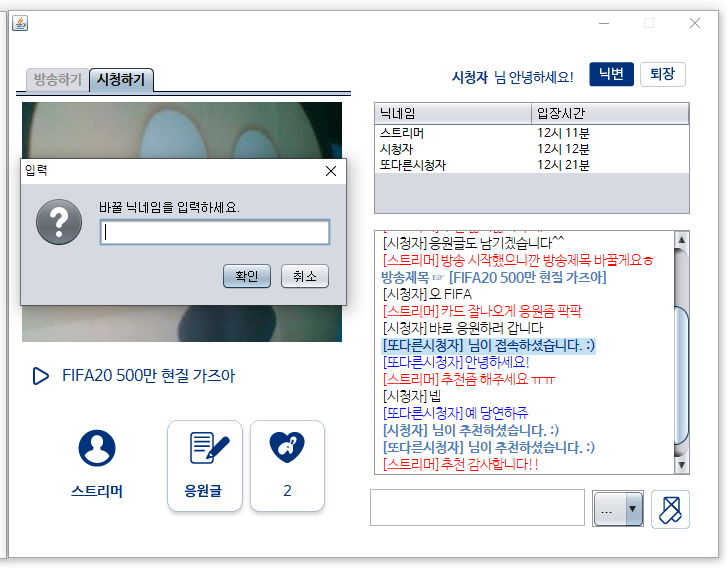 방송하기 시청하기
시청자 님 안녕하세요! 닉변 퇴장
닉네임 입장시간
스트리머 12시 11분
시청자 12시 12분
또다른시청자 12시 21분
입력
바꿀 닉네임을 입력하세요.
확인 취소
FIFA20 500만 현질 가즈아
스트리머
응원글
2
[시청자]응원글도 남기겠습니다^^
[스트리머]방송 시작했으니깐 방송제목 바꿀게요ㅎ
방송제목 ☞ [FIFA20 500만 현질 가즈아]
[시청자]오 FIFA
[스트리머]카드 잘나오게 응원좀 팍팍
[시청자]바로 응원하러 갑니다
[또다른시청자] 님이 접속하셨습니다. :)
[또다른시청자]안녕하세요!
[스트리머]추천좀 해주세요 ㅠㅠ
[시청자]넵
[또다른시청자]예 당연하쥬
[시청자] 님이 추천하셨습니다. :)
[또다른시청자] 님이 추천하셨습니다. :)
[스트리머]추천 감사합니다!!
...